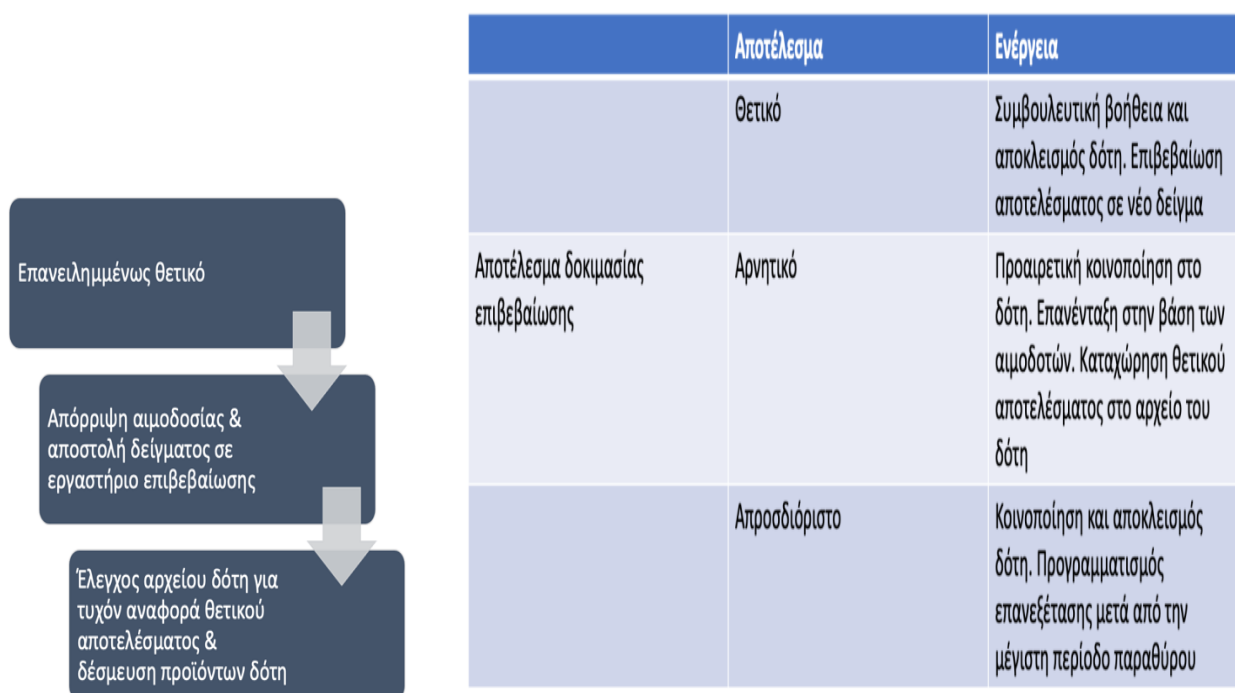 Επανειλημμένως θετικό
Απόρριψη αιμοδοσίας &
αποστολή δείγματος σε
εργαστήριο επιβεβαίωσης
Έλεγχος αρχείου δότη για
τυχόν αναφορά θετικού
αποτελέσματος &
δέσμευση προϊόντων δότη
Αποτέλεσμα
Ενέργεια
Θετικό
Συμβουλευτική βοήθεια και
αποκλεισμός δότη. Επιβεβαίωση
αποτελέσματος σε νέο δείγμα
Αποτέλεσμα δοκιμασίας
επιβεβαίωσης
Αρνητικό
Προαιρετική κοινοποίηση στο
δότη. Επανένταξη στην βάση των
αιμοδοτών. Καταχώρηση θετικού
αποτελέσματος στο αρχείο του
δότη
Απροσδιόριστο
Κοινοποίηση και αποκλεισμός
δότη. Προγραμματισμός
επανεξέτασης μετά από την
μέγιστη περίοδο παραθύρου